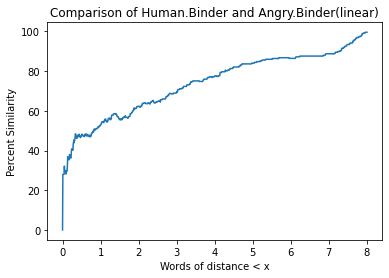 Comparison of Human.Binder and Angry.Binder(linear)
100
80
60
40
20
0
Percent Similarity
0 1 2 3 4 5 6 7 8
Words of distance < x